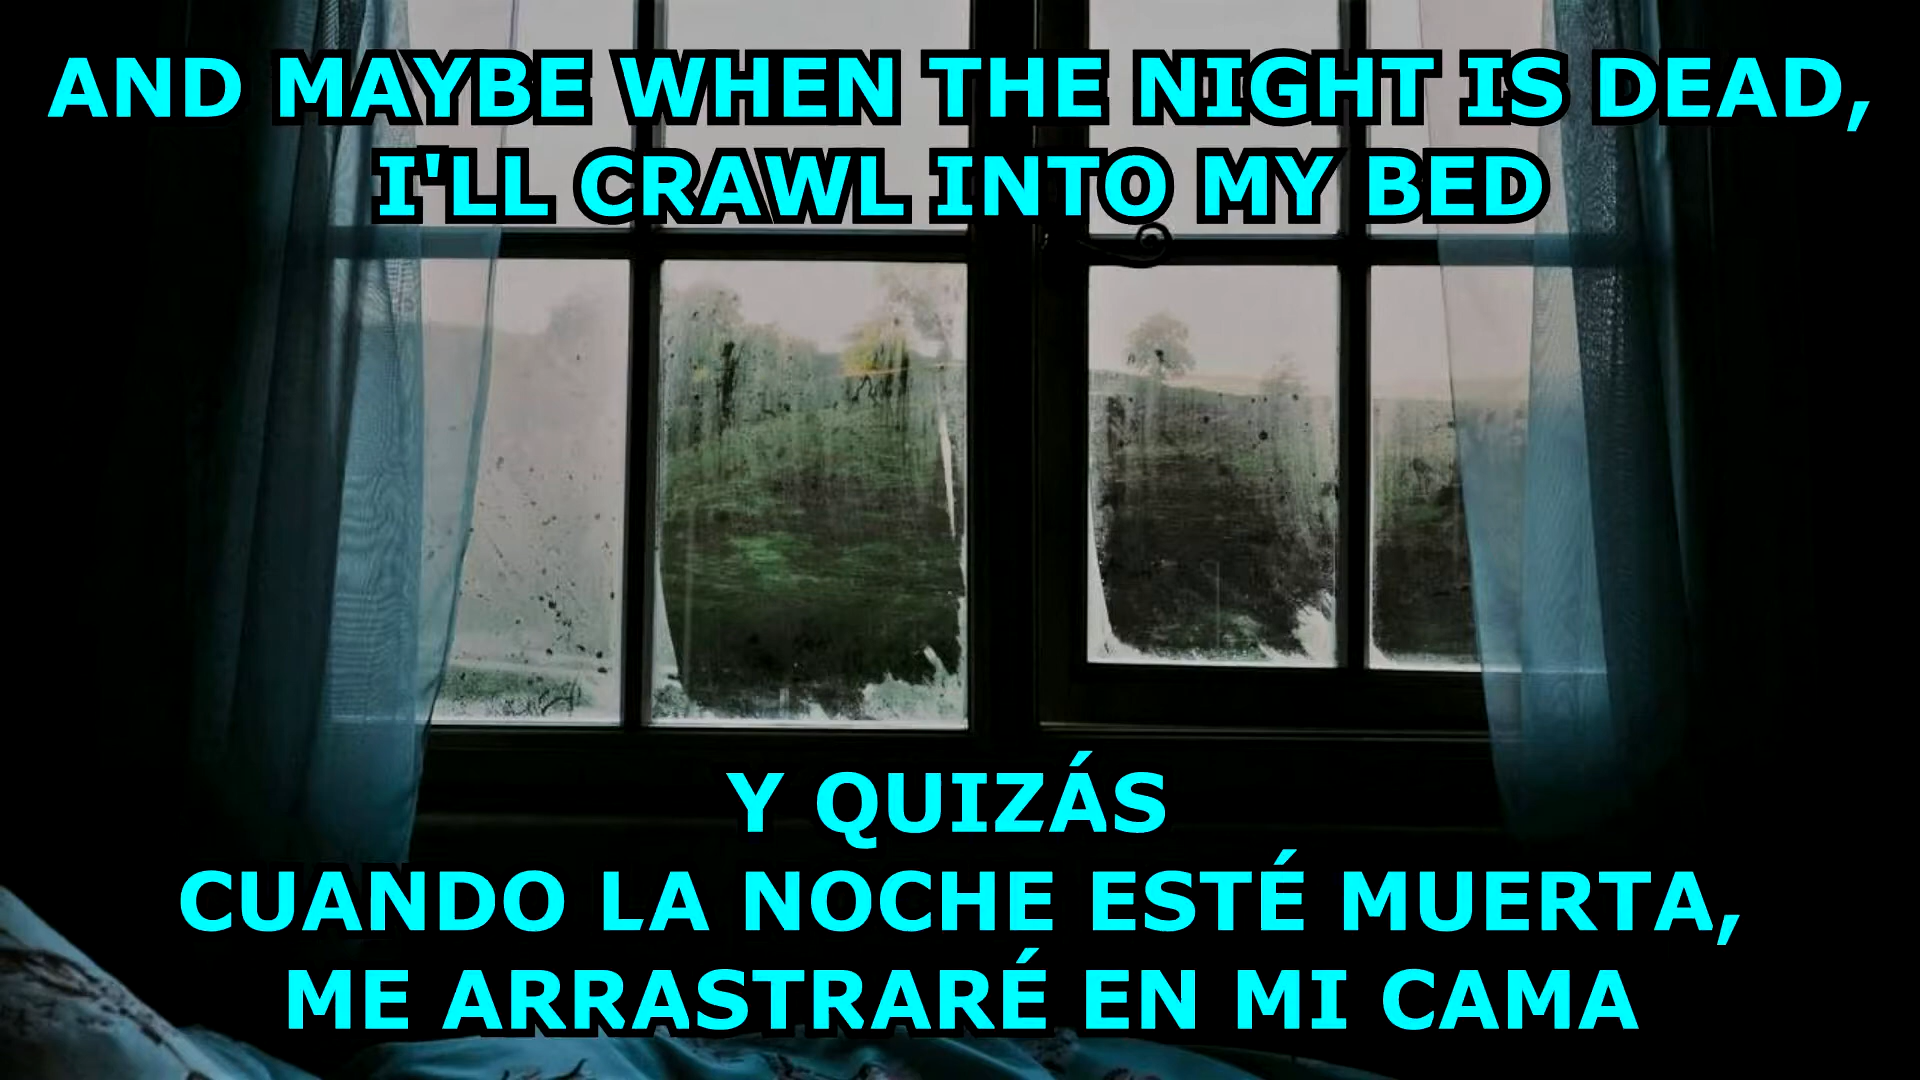 AND MAYBE WHEN THE NIGHT IS DEAD,
I'LL CRAWL INTO MY BED
Y QUIZÁS
CUANDO LA NOCHE ESTÉ MUERTA,
ME ARRASTRARÉ EN MI CAMA